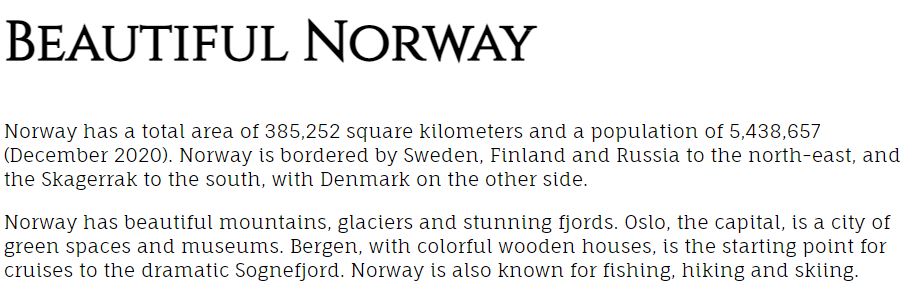 Beautiful Norway
Norway has a total area of 385,252 square kilometers and a population of 5,438,657
(December 2020). Norway is bordered by Sweden, Finland and Russia to the north-east, and
the Skagerrak to the south, with Denmark on the other side.
Norway has beautiful mountains, glaciers and stunning fjords. Oslo, the capital, is a city of
green spaces and museums. Bergen, with colorful wooden houses, is the starting point for
cruises to the dramatic Sognefjord. Norway is also known for fishing, hiking and skiing.